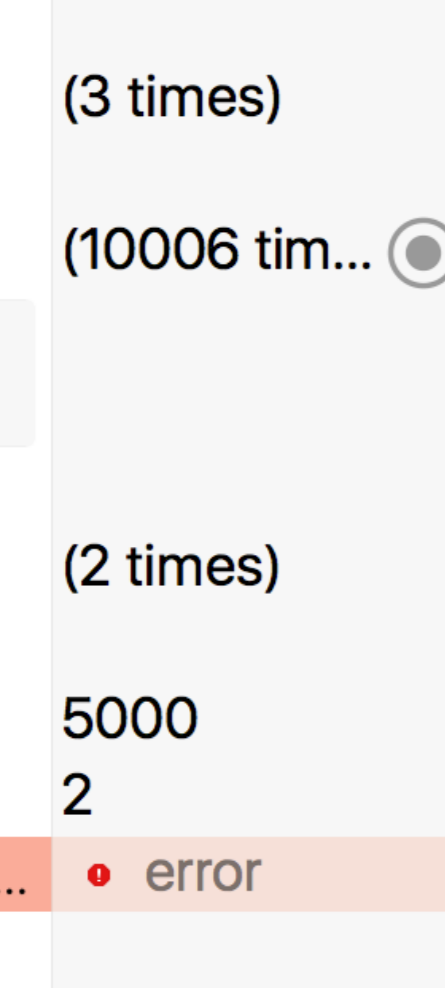 (3 times)
(10006 tim...
(2 times)
5000
2
... error